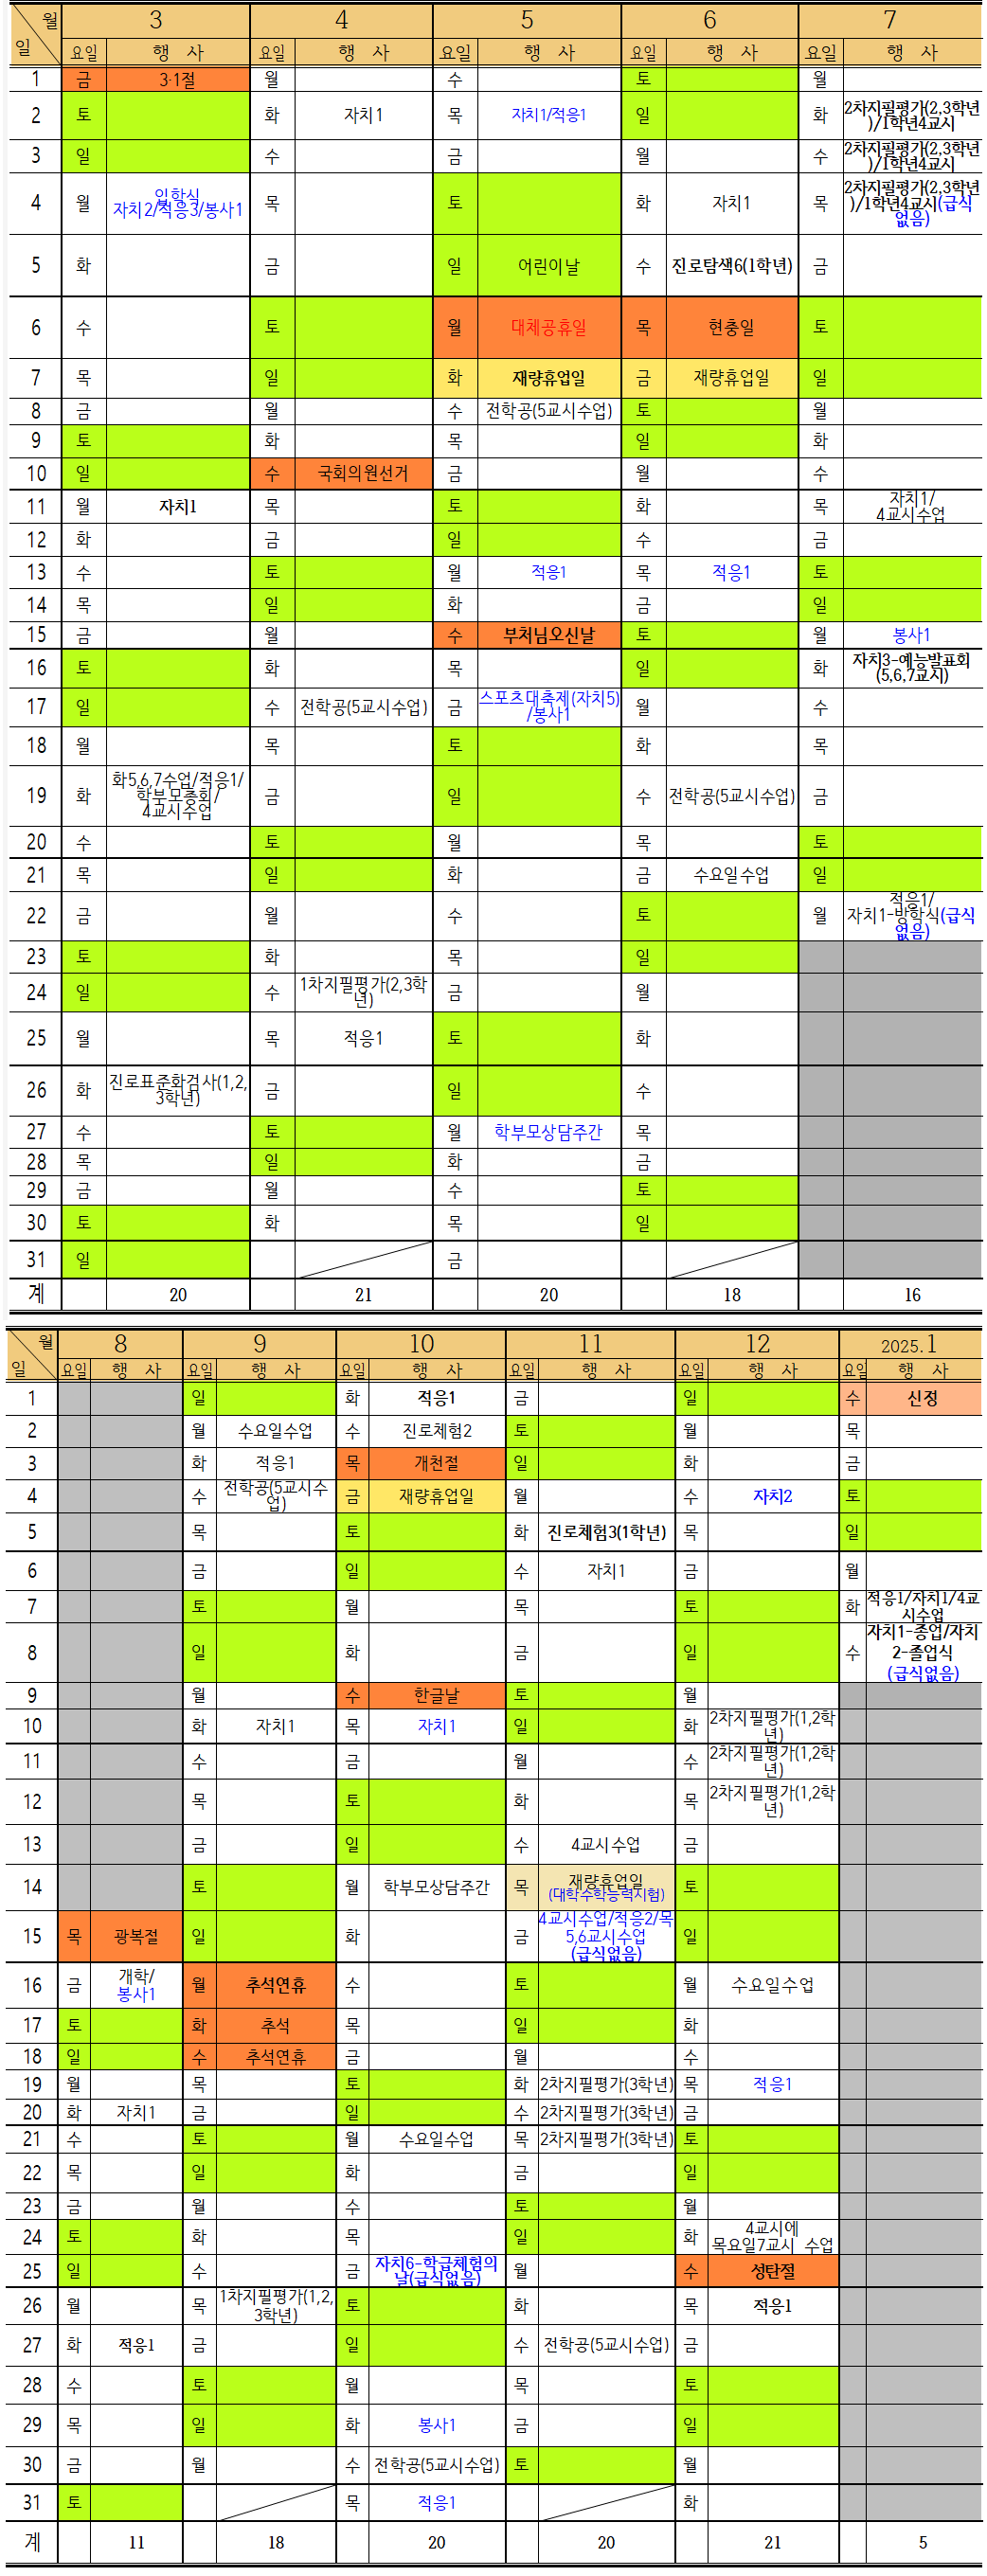 월 3 4 5 6 7
일 요일 행 사 요일 행 사 요일 행 사 요일 행 사 요일 행 사
1 금 3·1절 월 수 토 월
2 토 화 자치1 목 자치1/적응1 일 화 2차지필평가(2,3학년
)/1학년4교시
3 일 수 금 월 수 2차지필평가(2,3학년
)/1학년4교시
4 월 입학식
자치2/적응3/봉사1 목 토 화 자치1 목 2차지필평가(2,3학년
)/1학년4교시(급식
없음)
5 화 금 일 어린이날 수 진로탐색6(1학년) 금
6 수 토 월 대체공휴일 목 현충일 토
7 목 일 화 재량휴업일 금 재량휴업일 일
8 금 월 수 전학공(5교시수업) 토 월
9 토 화 목 일 화
10 일 수 국회의원선거 금 월 수
11 월 자치1 목 토 화 목 자치1/
4교시수업
12 화 금 일 수 금
13 수 토 월 적응1 목 적응1 토
14 목 일 화 금 일
15 금 월 수 부처님오신날 토 월 봉사1
16 토 화 목 일 화 자치3-예능발표회
(5,6,7교시)
17 일 수 전학공(5교시수업) 금 스포츠대축제(자치5)
/봉사1 월 수
18 월 목 토 화 목
19 화 화5,6,7수업/적응1/
학부모총회/
4교시수업 금 일 수 전학공(5교시수업) 금
20 수 토 월 목 토
21 목 일 화 금 수요일수업 일
22 금 월 수 토 월 적응1/
자치1-방학식(급식
없음)
23 토 화 목 일
24 일 수 1차지필평가(2,3학
년) 금 월
25 월 목 적응1 토 화
26 화 진로표준화검사(1,2,
3학년) 금 일 수
27 수 토 월 학부모상담주간 목
28 목 일 화 금
29 금 월 수 토
30 토 화 목 일
31 일 금
계 20 21 20 18 16
월 8 9 10 11 12 2025.1
일 요일 행 사 요일 행 사 요일 행 사 요일 행 사 요일 행 사 요일 행 사
1 일 화 적응1 금 일 수 신정
2 월 수요일수업 수 진로체험2 토 월 목
3 화 적응1 목 개천절 일 화 금
4 수 전학공(5교시수
업) 금 재량휴업일 월 수 자치2 토
5 목 토 화 진로체험3(1학년) 목 일
6 금 일 수 자치1 금 월
7 토 월 목 토 화 적응1/자치1/4교
시수업
8 일 화 금 일 수 자치1-종업/자치
2-졸업식
(급식없음)
9 월 수 한글날 토 월
10 화 자치1 목 자치1 일 화 2차지필평가(1,2학
년)
11 수 금 월 수 2차지필평가(1,2학
년)
12 목 토 화 목 2차지필평가(1,2학
년)
13 금 일 수 4교시수업 금
14 토 월 학부모상담주간 목 재량휴업일
(대학수학능력시험) 토
15 목 광복절 일 화 금 4교시수업/적응2/목
5,6교시수업
(급식없음) 일
16 금 개학/
봉사1 월 추석연휴 수 토 월 수요일수업
17 토 화 추석 목 일 화
18 일 수 추석연휴 금 월 수
19 월 목 토 화 2차지필평가(3학년) 목 적응1
20 화 자치1 금 일 수 2차지필평가(3학년) 금
21 수 토 월 수요일수업 목 2차지필평가(3학년) 토
22 목 일 화 금 일
23 금 월 수 토 월
24 토 화 목 일 화 4교시에
목요일7교시 수업
25 일 수 금 자치6-학급체험의
날(급식없음) 월 수 성탄절
26 월 목 1차지필평가(1,2,
3학년) 토 화 목 적응1
27 화 적응1 금 일 수 전학공(5교시수업) 금
28 수 토 월 목 토
29 목 일 화 봉사1 금 일
30 금 월 수 전학공(5교시수업) 토 월
31 토 목 적응1 화
계 11 18 20 20 21 5